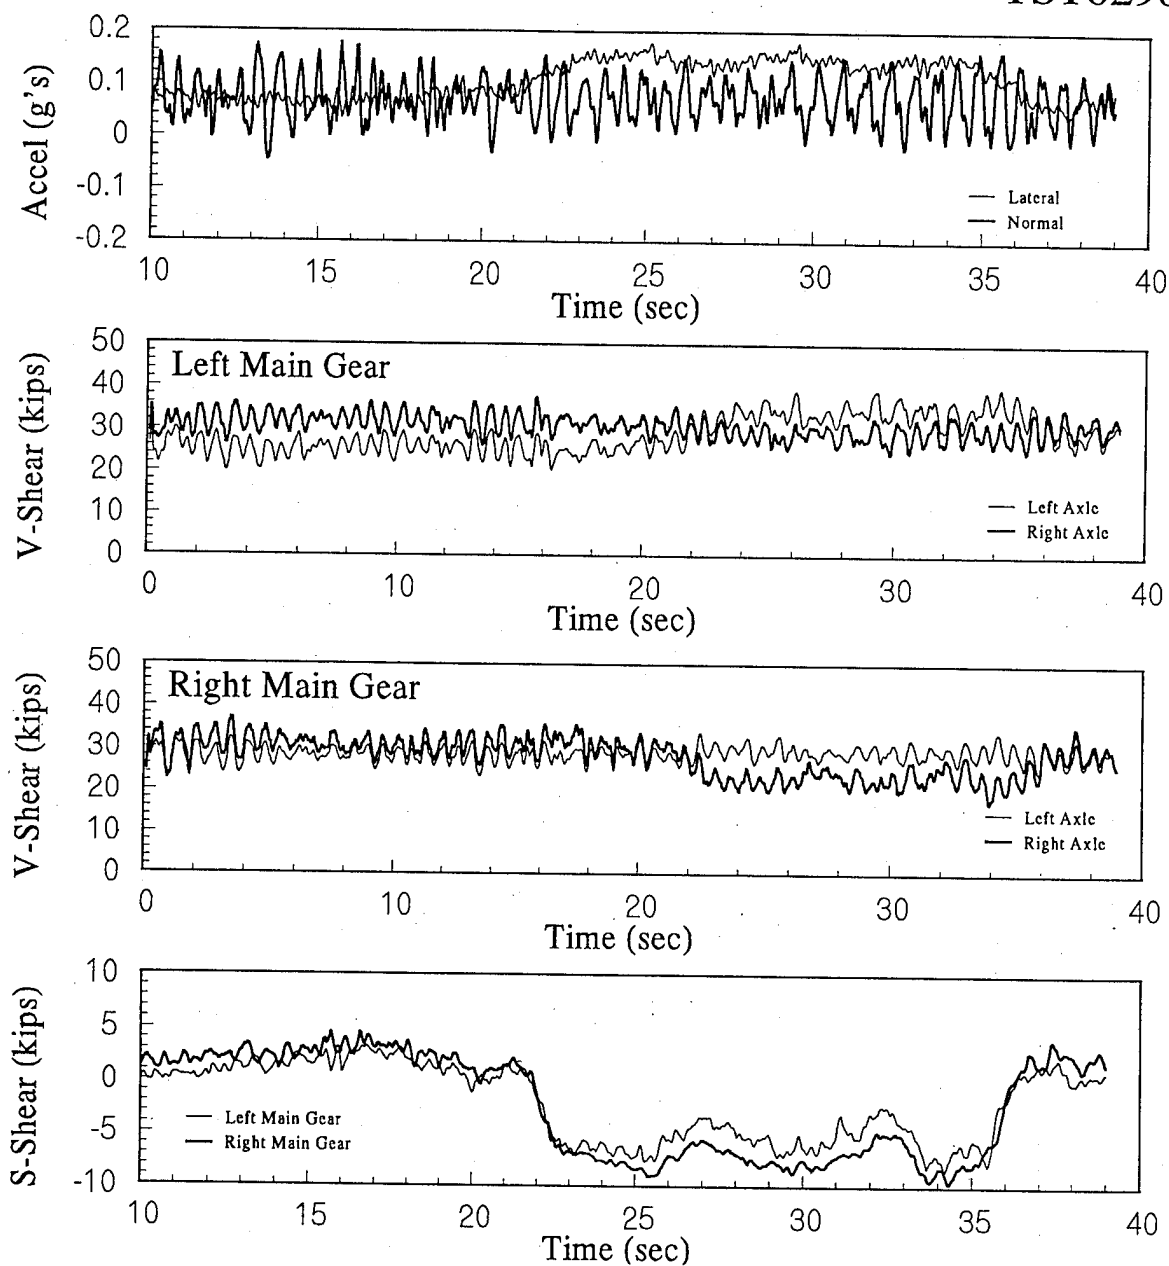 0.2
0.1
0
-0.1
-0.2
Accel (g's)
Lateral
Normal
10 15 20 25 30 35 40
Time (sec)
50
40
30
20
10
0
V-Shear (kips)
Left Main Gear
Left Axle
Right Axle
0 10 20 30 40
Time (sec)
50
40
30
20
10
0
V-Shear (kips)
Right Main Gear
Left Axle
Right Axle
0 10 20 30 40
Time (sec)
10
5
0
-5
-10
S-Shear (kips)
Left Main Gear
Right Main Gear
10 15 20 25 30 35 40
Time (sec)